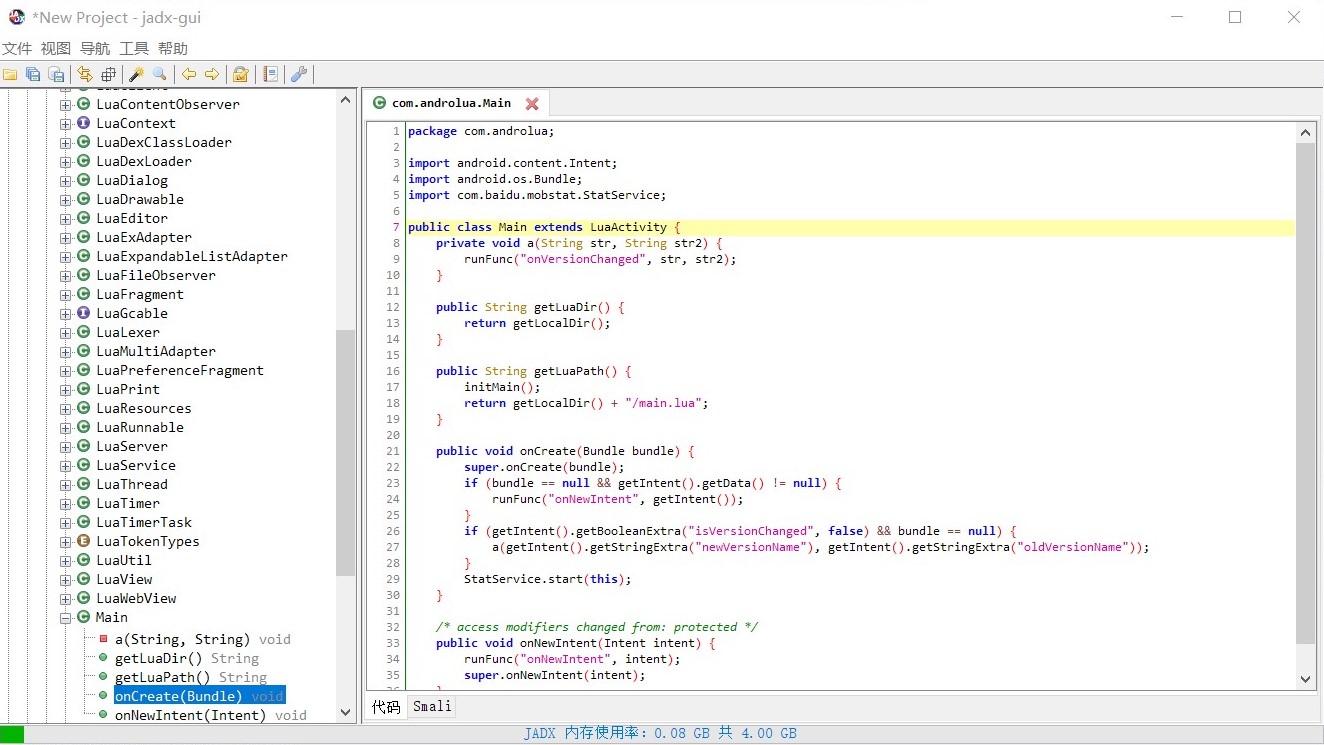 *New Project - jadx-gui
文件 视图 导航 工具 帮助
LuaContentObserver
LuaContext
LuaDexClassLoader
LuaDexLoader
LuaDialog
LuaDrawable
LuaEditor
LuaExAdapter
LuaExpandableListAdapter
LuaFileObserver
LuaFragment
LuaGcable
LuaLexer
LuaMultiAdapter
LuaPreferenceFragment
LuaPrint
LuaResources
LuaRunnable
LuaServer
LuaService
LuaThread
LuaTimer
LuaTimerTask
LuaTokenTypes
LuaUtil
LuaView
LuaWebView
Main
a(String, String) void
getLuaDir() String
getLuaPath() String
onCreate(Bundle) void
onNewIntent(Intent) void
com.androlua.Main
1 package com.androlua;
2
3 import android.content.Intent;
4 import android.os.Bundle;
5 import com.baidu.mobstat.StatService;
6
7 public class Main extends LuaActivity {
8 private void a(String str, String str2) {
9 runFunc("onVersionChanged", str, str2);
10 }
11
12 public String getLuaDir() {
13 return getLocalDir();
14 }
15
16 public String getLuaPath() {
17 initMain();
18 return getLocalDir() + "/main.lua";
19 }
20
21 public void onCreate(Bundle bundle) {
22 super.onCreate(bundle);
23 if (bundle == null && getIntent().getData() != null) {
24 runFunc("onNewIntent", getIntent());
25 }
26 if (getIntent().getBooleanExtra("isVersionChanged", false) && bundle == null) {
27 a(getIntent().getStringExtra("newVersionName"), getIntent().getStringExtra("oldVersionName"));
28 }
29 StatService.start(this);
30 }
31
32 /* access modifiers changed from: protected */
33 public void onNewIntent(Intent intent) {
34 runFunc("onNewIntent", intent);
35 super.onNewIntent(intent);
代码 Smali
JADX 内存使用率: 0.08 GB 共 4.00 GB